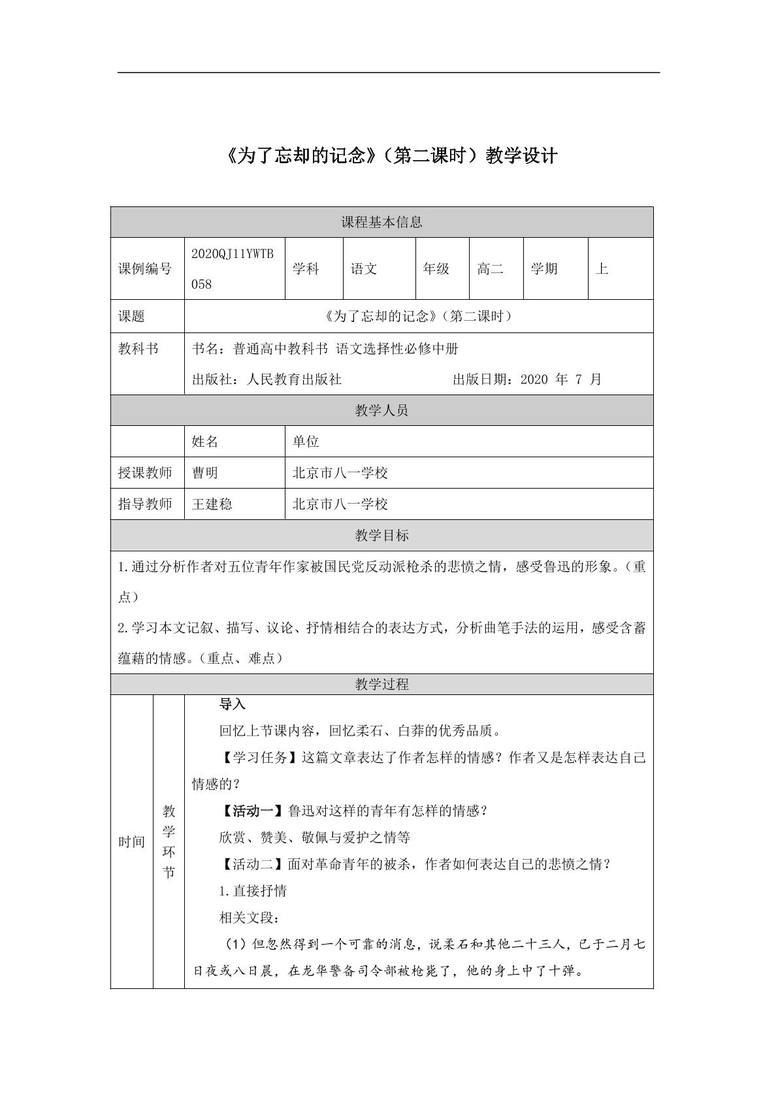 《为了忘却的记念》（第二课时）教学设计
课程基本信息
课例编号 2020QJ11YWTB058 学科 语文 年级 高二 学期 上
课题 《为了忘却的记念》（第二课时）
教科书 书名：普通高中教科书 语文选择性必修中册
出版社：人民教育出版社 出版日期：2020 年 7 月
教学人员
姓名 单位
授课教师 曹明 北京市八一学校
指导教师 王建稳 北京市八一学校
教学目标
1.通过分析作者对五位青年作家被国民党反动派枪杀的悲愤之情，感受鲁迅的形象。（重
点）
2.学习本文记叙、描写、议论、抒情相结合的表达方式，分析曲笔手法的运用，感受含蓄
蕴藉的情感。（重点、难点）
教学过程
时间
教学环节
导入
回忆上节课内容，回忆柔石、白莽的优秀品质。
【学习任务】这篇文章表达了作者怎样的情感？作者又是怎样表达自己
情感的？
【活动一】鲁迅对这样的青年有怎样的情感？
欣赏、赞美、敬佩与爱护之情等
【活动二】面对革命青年的被杀，作者如何表达自己的悲愤之情？
1.直接抒情
相关文段：
（1）但忽然得到一个可靠的消息，说柔石和其他二十三人，已于二月七
日夜或八日晨，在龙华警备司令部被枪毙了，他的身上中了十弹。